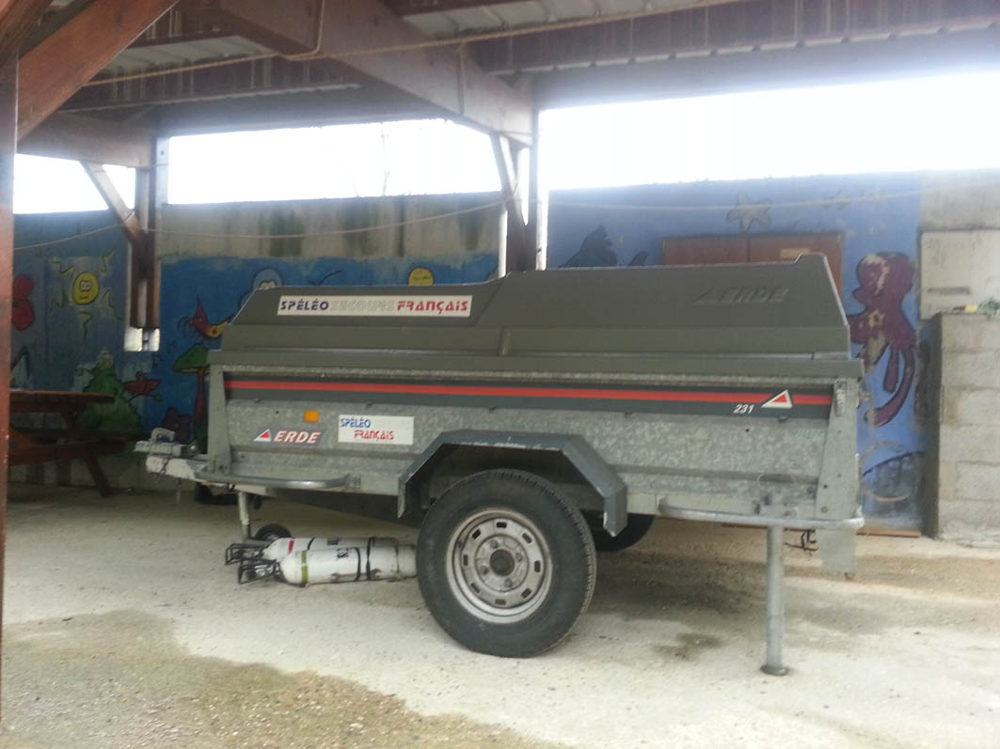 SPÉLÉO SECOURS FRANÇAIS
ERDE
231
ERDE
SPÉLÉO
FRANÇAIS